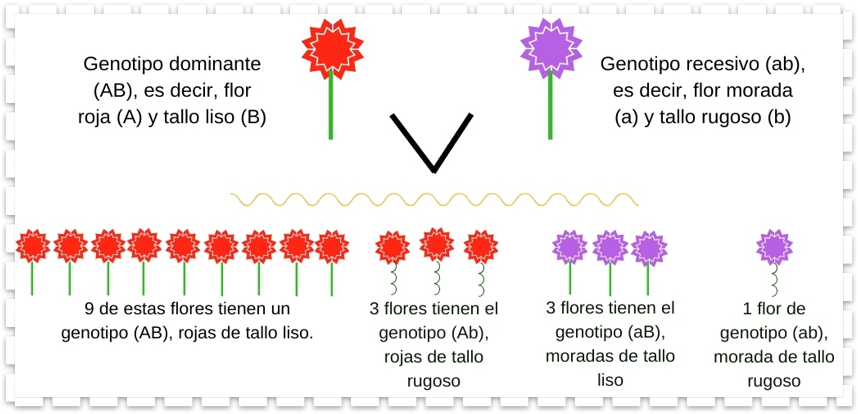 Genotipo dominante
(AB), es decir, flor
roja (A) y tallo liso (B)
Genotipo recesivo (ab),
es decir, flor morada
(a) y tallo rugoso (b)
9 de estas flores tienen un
genotipo (AB), rojas de tallo liso.
3 flores tienen el
genotipo (Ab),
rojas de tallo
rugoso
3 flores tienen el
genotipo (aB),
moradas de tallo
liso
1 flor de
genotipo (ab),
morada de tallo
rugoso